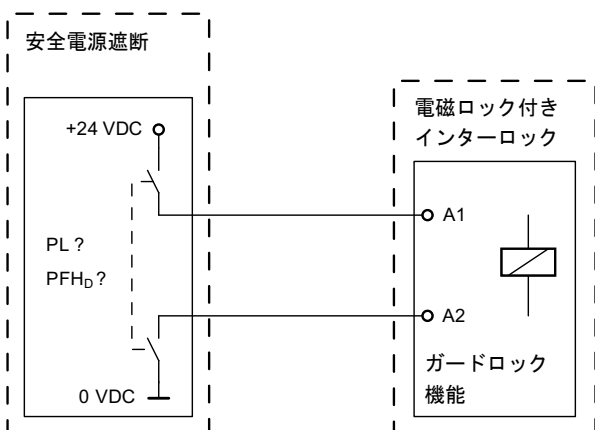 安全電源遮断
電磁ロック付き
インターロック
+24 VDC
A1
PL ?
PFHD?
A2
ガードロック
機能
0 VDC